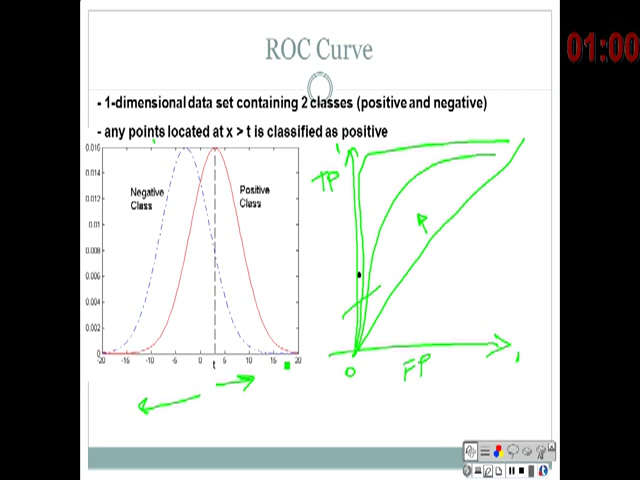 ROC Curve
01:00
- 1-dimensional data set containing 2 classes (positive and negative)
- any points located at x > t is classified as positive
0.016
0.014
0.012
0.01
0.008
0.006
0.004
0.002
0
-20 -15 -10 -5 0 5 10 15 20
t
Negative
Class
Positive
Class
TP
1
0
FP